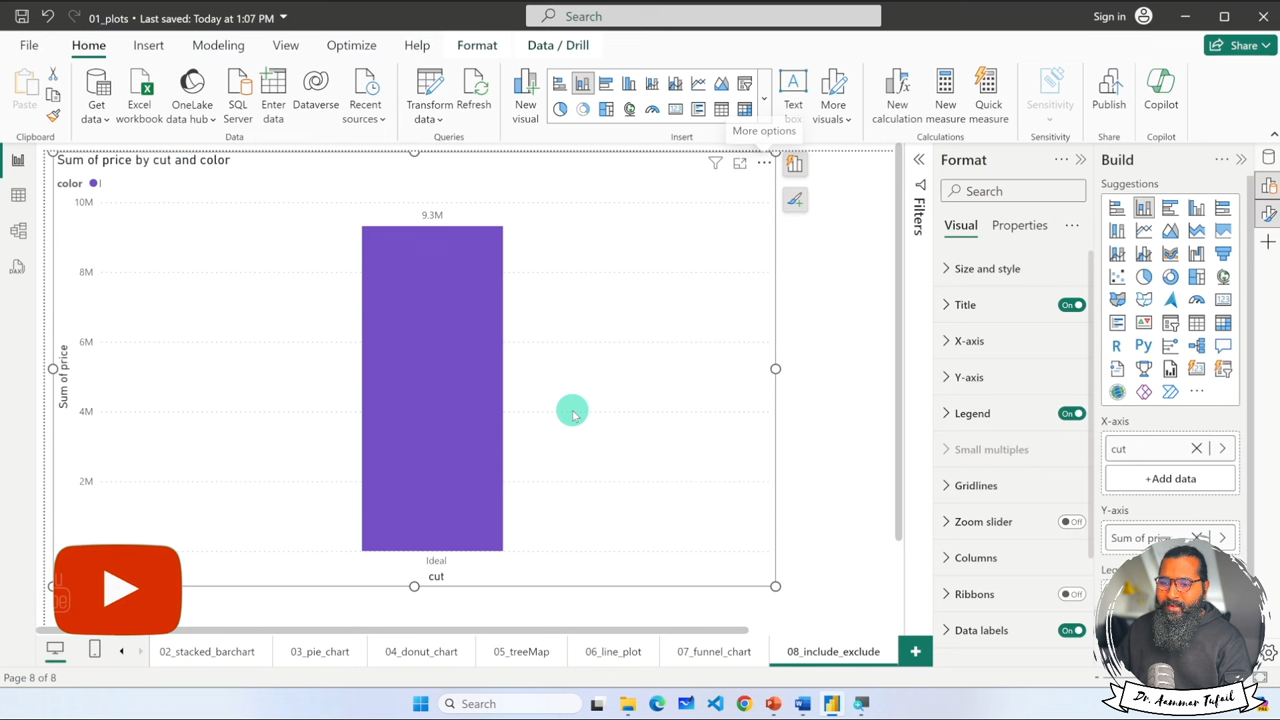 01_plots • Last saved: Today at 1:07 PM
Search
Sign in
File
Home
Insert
Modeling
View
Optimize
Help
Format
Data / Drill
Share
Paste
Get data
Excel workbook
OneLake data hub
SQL Server
Enter data
Dataverse
Recent sources
Transform data
Refresh
New visual
Text box
More visuals
New calculation
New measure
Quick measure
Sensitivity
Publish
Copilot
Clipboard
Data
Queries
Insert
Calculations
Sensitivity
Share
Copilot
More options
Sum of price by cut and color
color
I
10M
9.3M
8M
6M
4M
2M
Sum of price
Ideal
cut
Filters
Format
Search
Visual
Properties
Size and style
Title
On
X-axis
Y-axis
Legend
On
Small multiples
Gridlines
Zoom slider
Off
Columns
Ribbons
Off
Data labels
On
Build
Suggestions
R
Py
123
X-axis
cut
+Add data
Y-axis
Sum of price
02_stacked_barchart
03_pie_chart
04_donut_chart
05_treeMap
06_line_plot
07_funnel_chart
08_include_exclude
Page 8 of 8
Search
Dr. Aammar Tufail